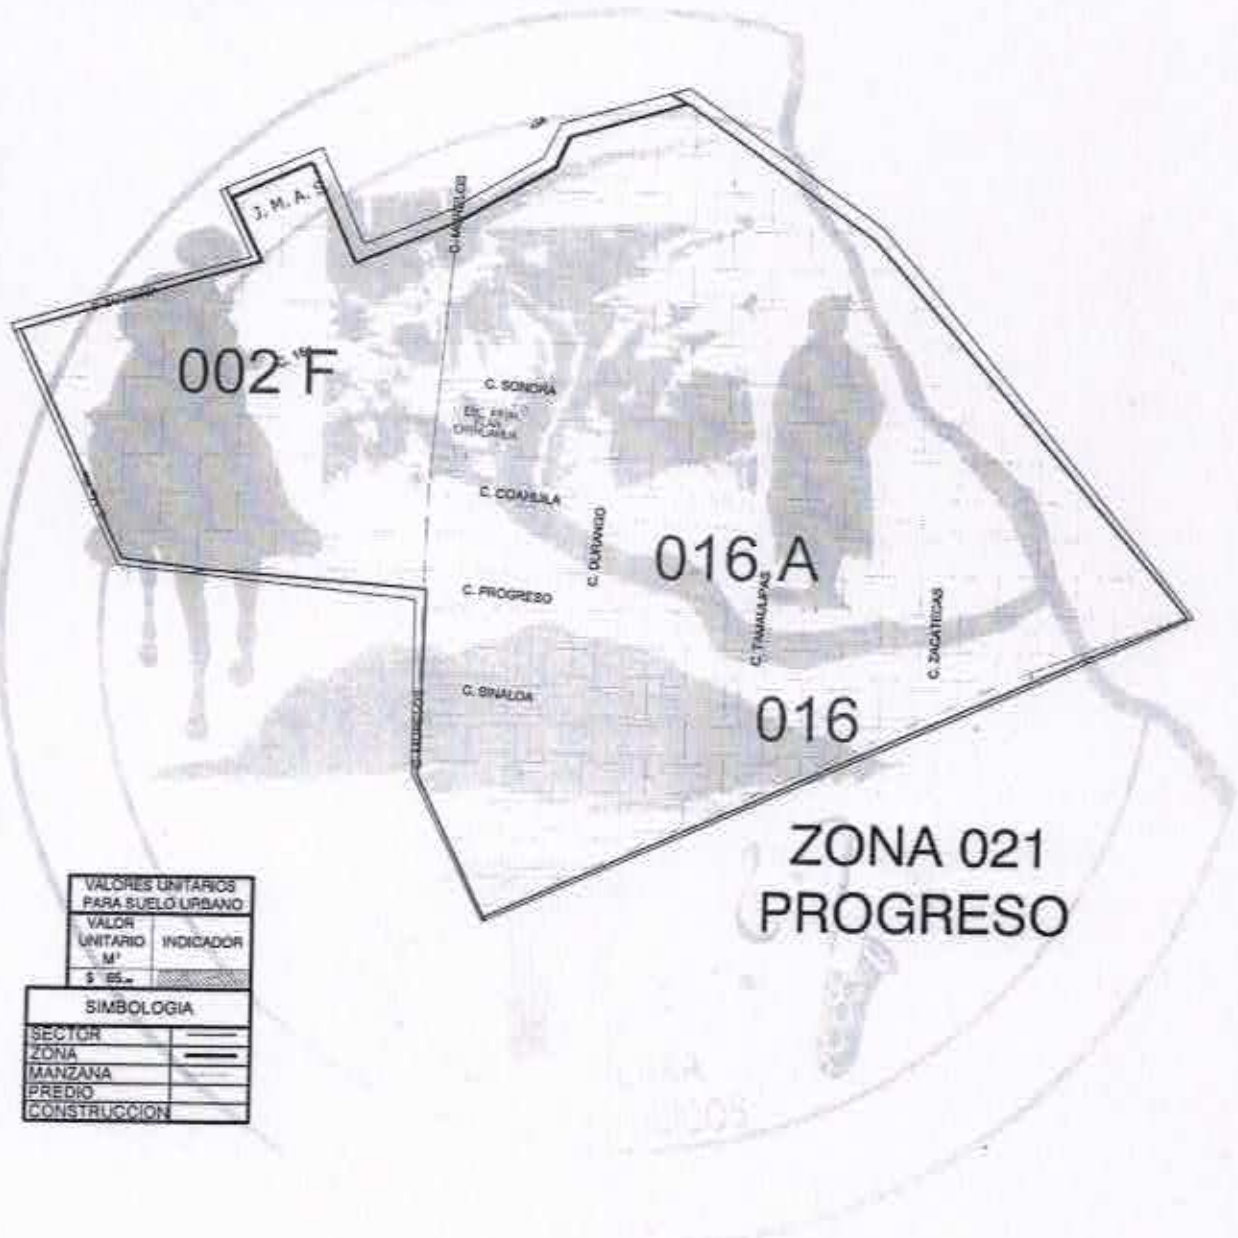 J. M. A. S
C. MORELOS
002 F
C. SONORA
C. COAHUILA
C. DURANGO
016 A
C. PROGRESO
C. TAMAULIPAS
C. ZACATECAS
C. SINALOA
016
C. MORELOS
ZONA 021
PROGRESO
VALORES UNITARIOS
PARA SUELO URBANO
VALOR
UNITARIO
M²
INDICADOR
SIMBOLOGIA
SECTOR
ZONA
MANZANA
PREDIO
CONSTRUCCION